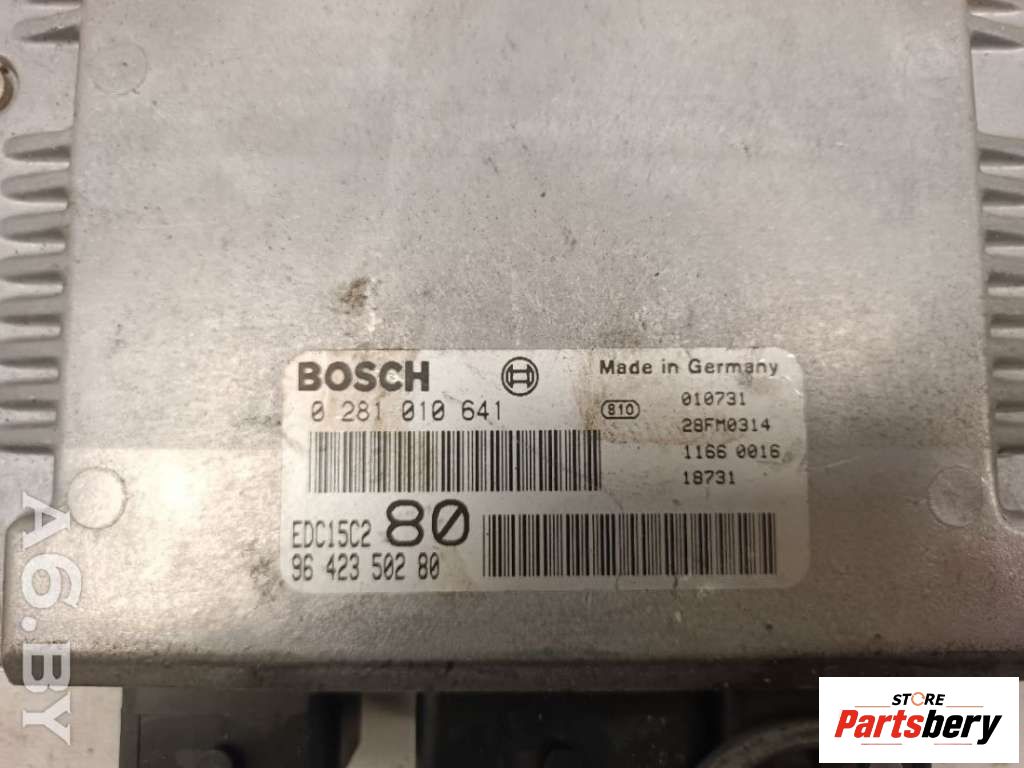 BOSCH
0 281 010 641
EDC15C2 80
96 423 502 80
Made in Germany
810
010731
28FM0314
1166 0016
18731
A6.BY
STORE
Partsbery